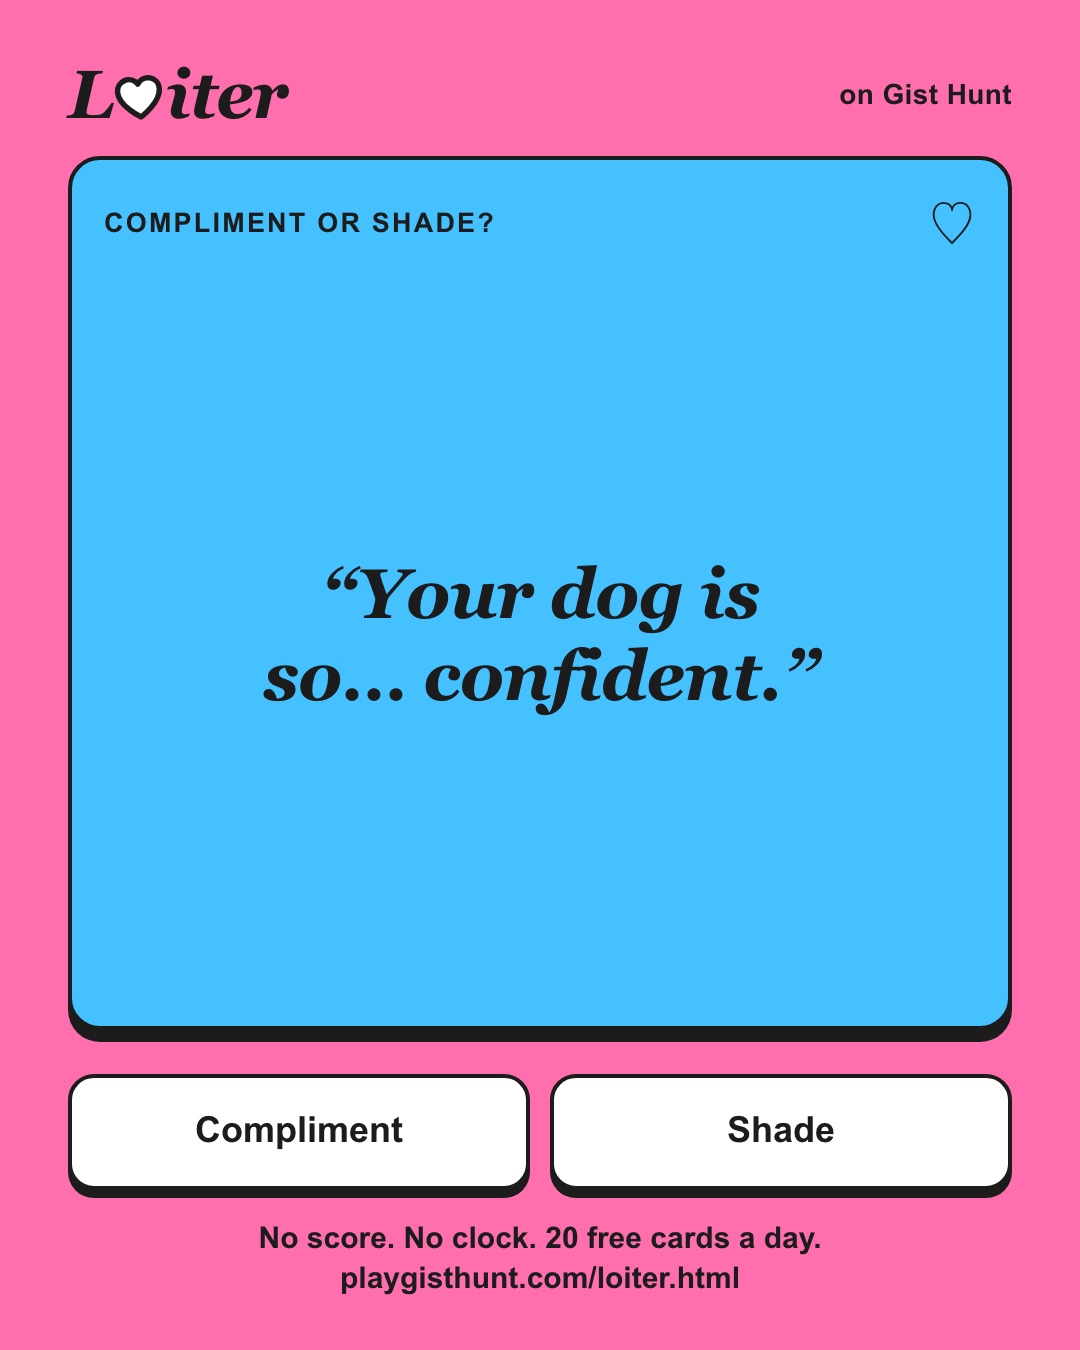 Loiter
on Gist Hunt
COMPLIMENT OR SHADE?
“Your dog is
so... confident.”
Compliment
Shade
No score. No clock. 20 free cards a day.
playgisthunt.com/loiter.html